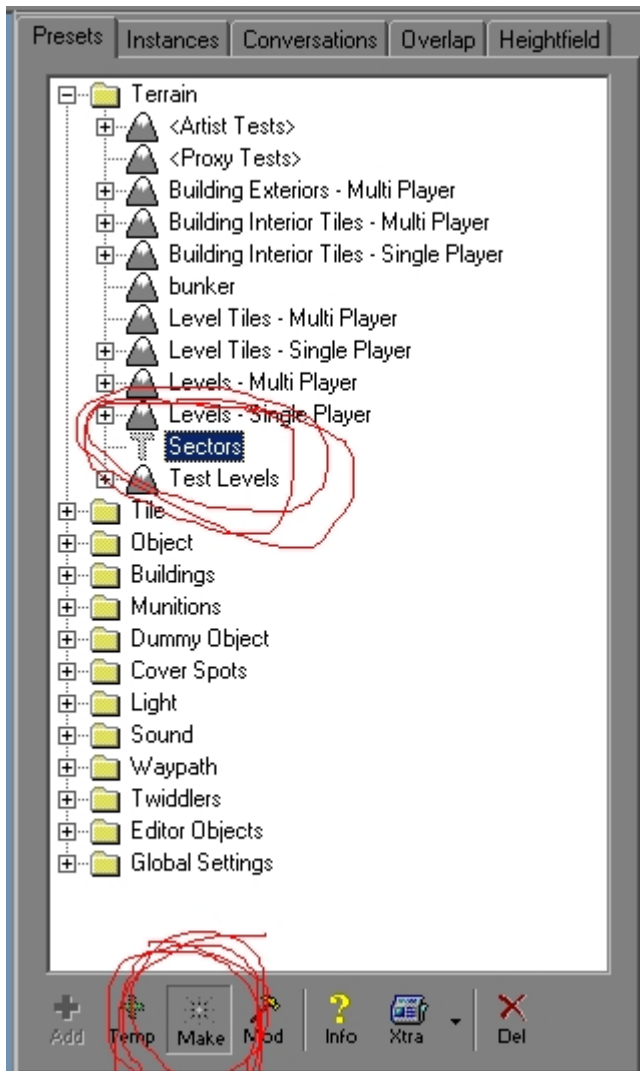 Presets Instances Conversations Overlap Heightfield
Terrain
<Artist Tests>
<Proxy Tests>
Building Exteriors - Multi Player
Building Interior Tiles - Multi Player
Building Interior Tiles - Single Player
bunker
Level Tiles - Multi Player
Level Tiles - Single Player
Levels - Multi Player
Levels - Single Player
Sectors
Test Levels
Tile
Object
Buildings
Munitions
Dummy Object
Cover Spots
Light
Sound
Waypath
Twiddlers
Editor Objects
Global Settings
Add Temp Make Mod Info Xtra Del